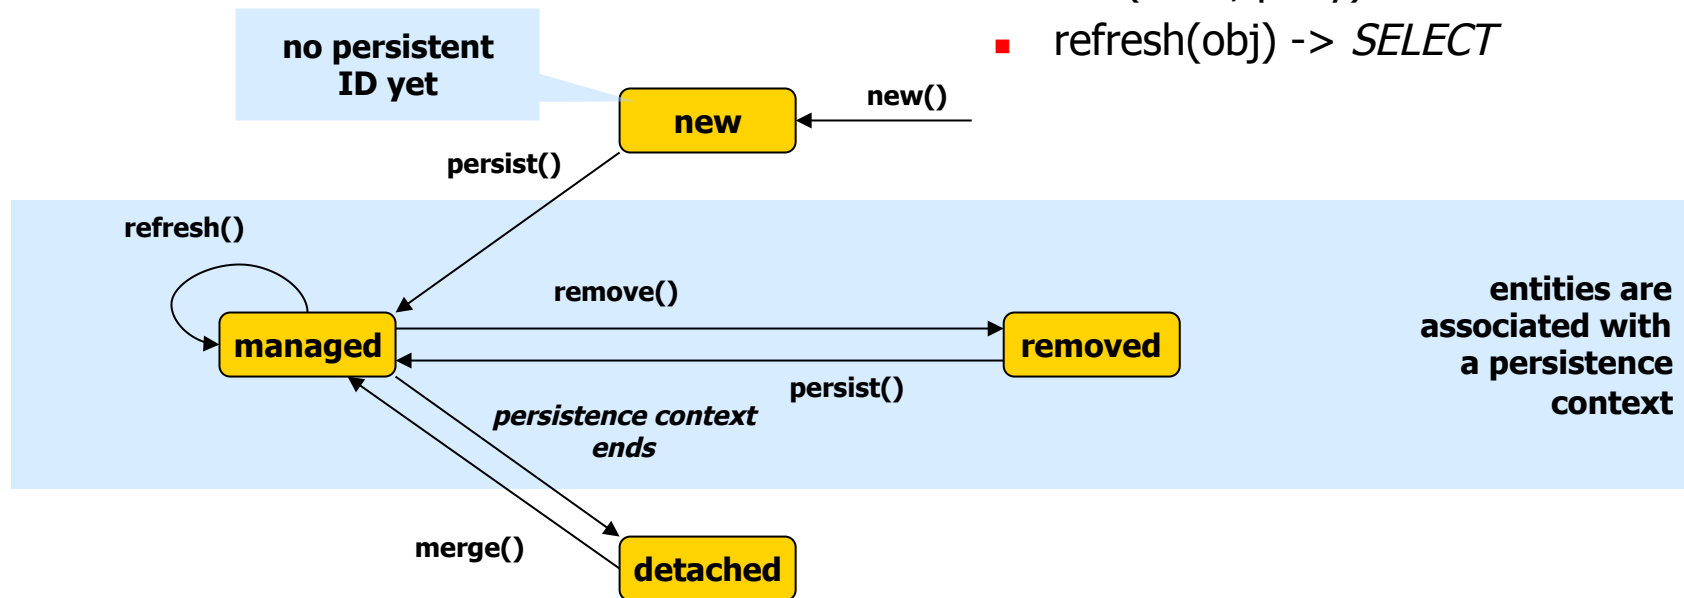 refresh(obj) -> SELECT
no persistent
ID yet
new()
new
persist()
refresh()
remove()
managed
removed
persist()
entities are
associated with
a persistence
context
persistence context
ends
merge()
detached